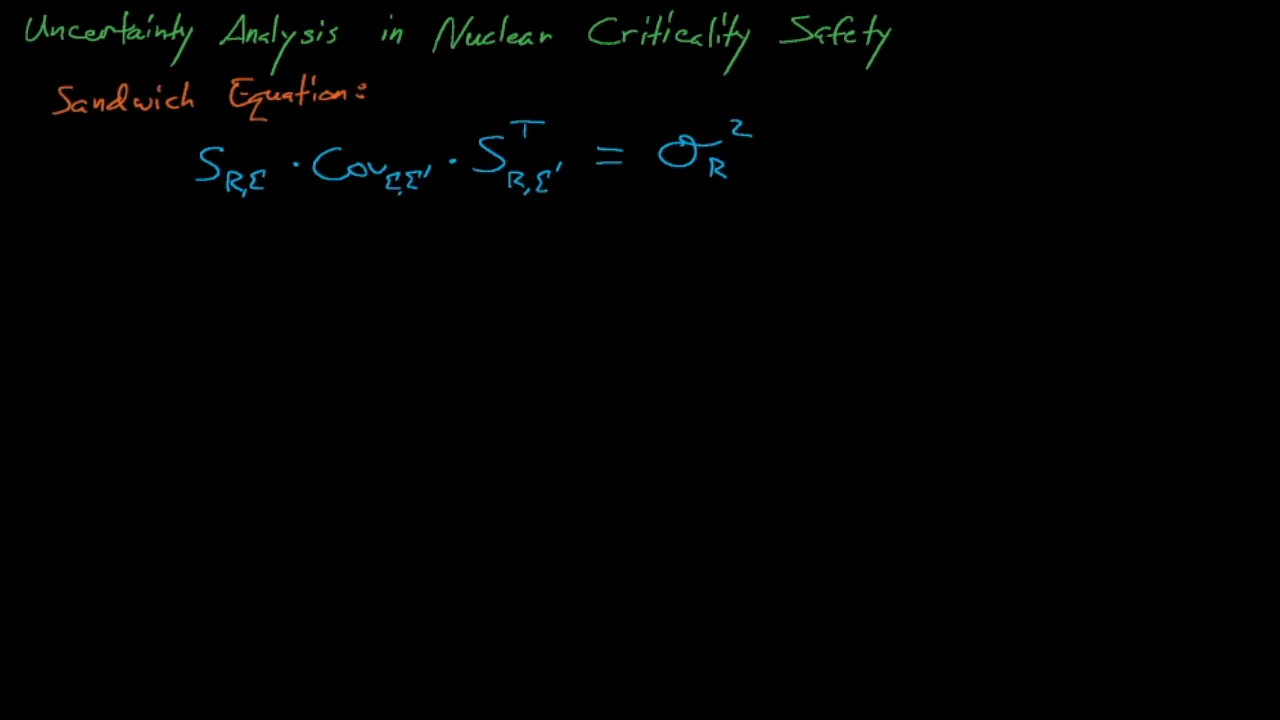 Uncertainty Analysis in Nuclear Criticality Safety
Sandwich Equation:
S_{R,Σ} · Cov_{Σ,Σ'} · S^T_{R,Σ'} = σ_R^2